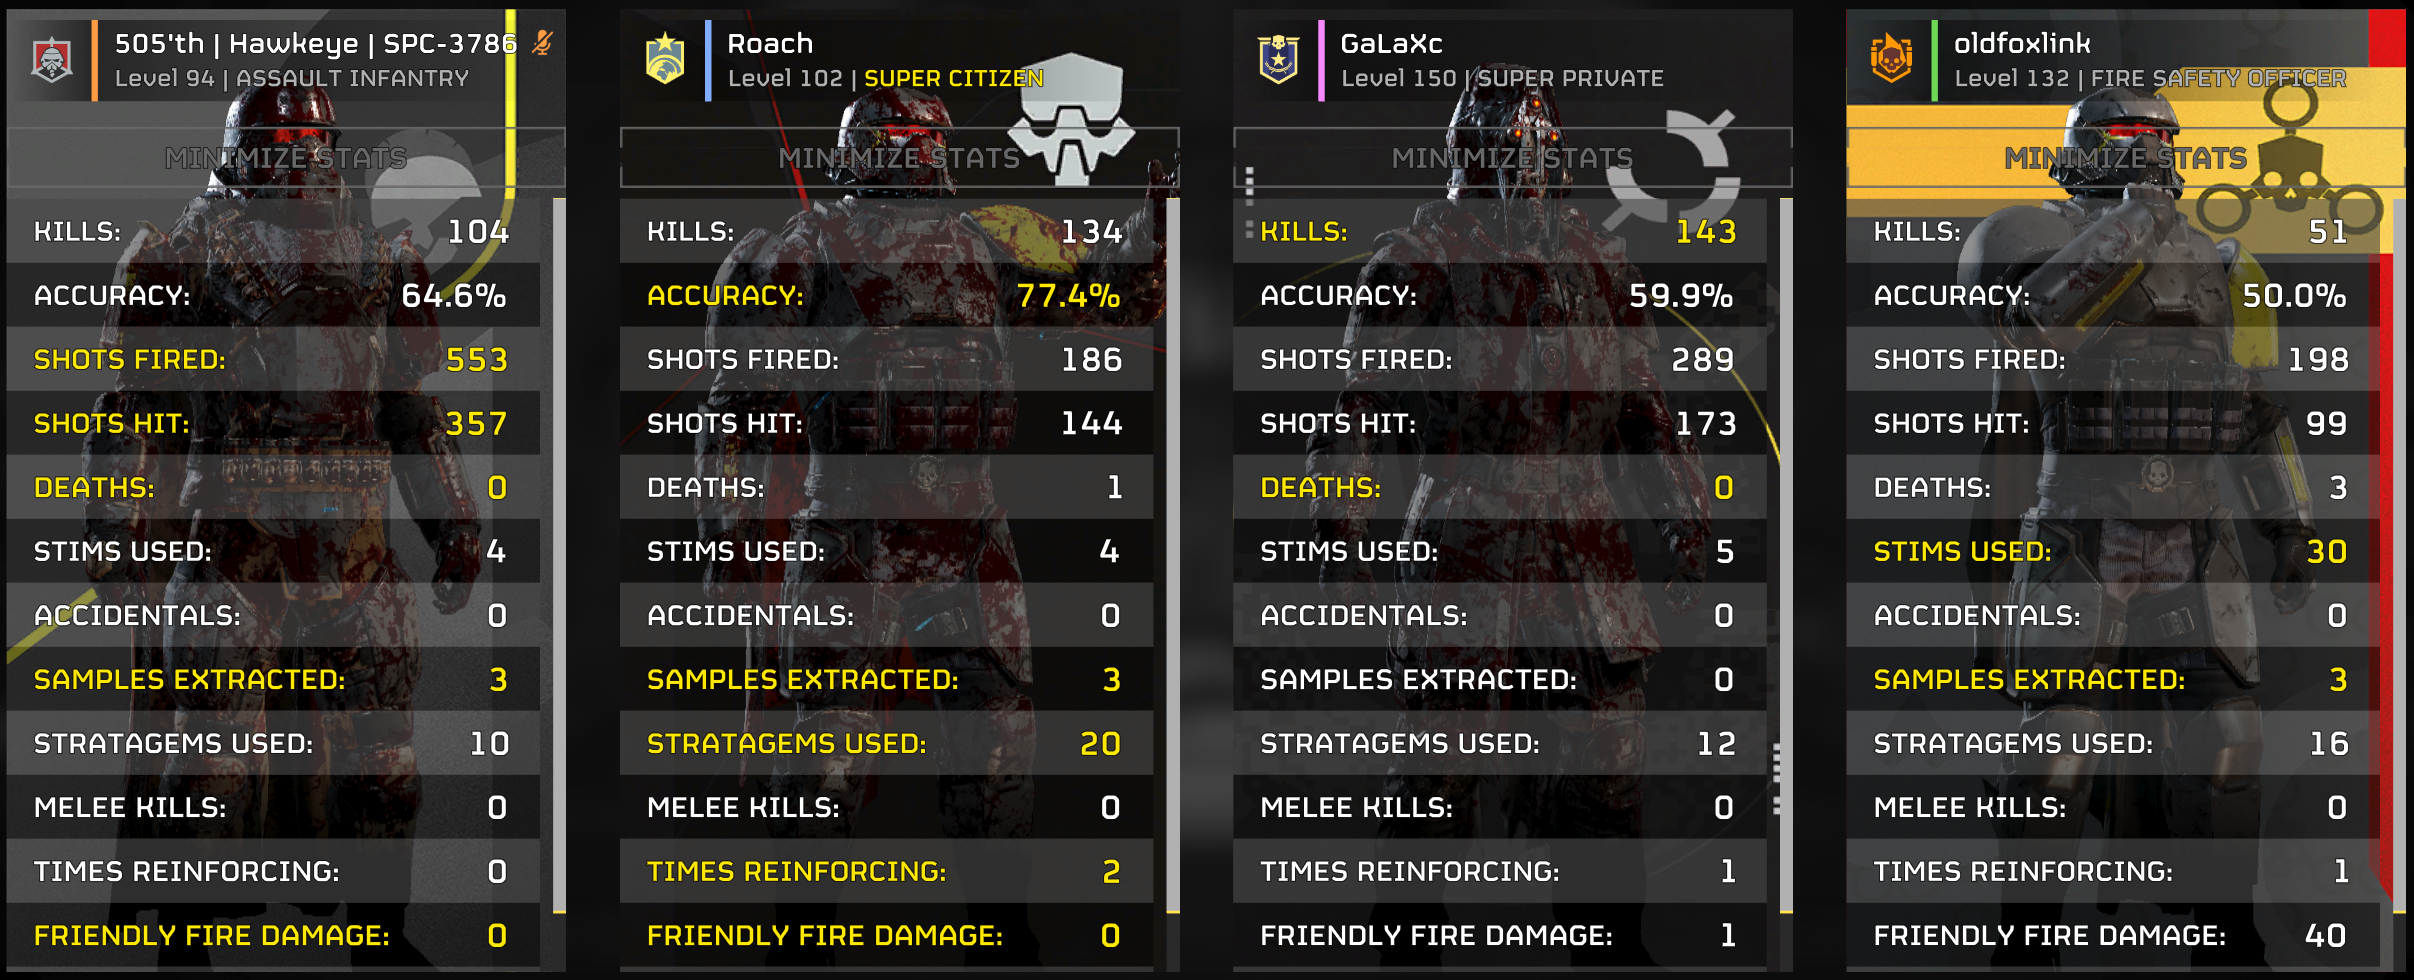 505'th | Hawkeye | SPC-3786
Level 94 | ASSAULT INFANTRY
MINIMIZE STATS
KILLS: 104
ACCURACY: 64.6%
SHOTS FIRED: 553
SHOTS HIT: 357
DEATHS: 0
STIMS USED: 4
ACCIDENTALS: 0
SAMPLES EXTRACTED: 3
STRATAGEMS USED: 10
MELEE KILLS: 0
TIMES REINFORCING: 0
FRIENDLY FIRE DAMAGE: 0
Roach
Level 102 | SUPER CITIZEN
MINIMIZE STATS
KILLS: 134
ACCURACY: 77.4%
SHOTS FIRED: 186
SHOTS HIT: 144
DEATHS: 1
STIMS USED: 4
ACCIDENTALS: 0
SAMPLES EXTRACTED: 3
STRATAGEMS USED: 20
MELEE KILLS: 0
TIMES REINFORCING: 2
FRIENDLY FIRE DAMAGE: 0
GaLaXc
Level 150 | SUPER PRIVATE
MINIMIZE STATS
KILLS: 143
ACCURACY: 59.9%
SHOTS FIRED: 289
SHOTS HIT: 173
DEATHS: 0
STIMS USED: 5
ACCIDENTALS: 0
SAMPLES EXTRACTED: 0
STRATAGEMS USED: 12
MELEE KILLS: 0
TIMES REINFORCING: 1
FRIENDLY FIRE DAMAGE: 1
oldfoxlink
Level 132 | FIRE SAFETY OFFICER
MINIMIZE STATS
KILLS: 51
ACCURACY: 50.0%
SHOTS FIRED: 198
SHOTS HIT: 99
DEATHS: 3
STIMS USED: 30
ACCIDENTALS: 0
SAMPLES EXTRACTED: 3
STRATAGEMS USED: 16
MELEE KILLS: 0
TIMES REINFORCING: 1
FRIENDLY FIRE DAMAGE: 40